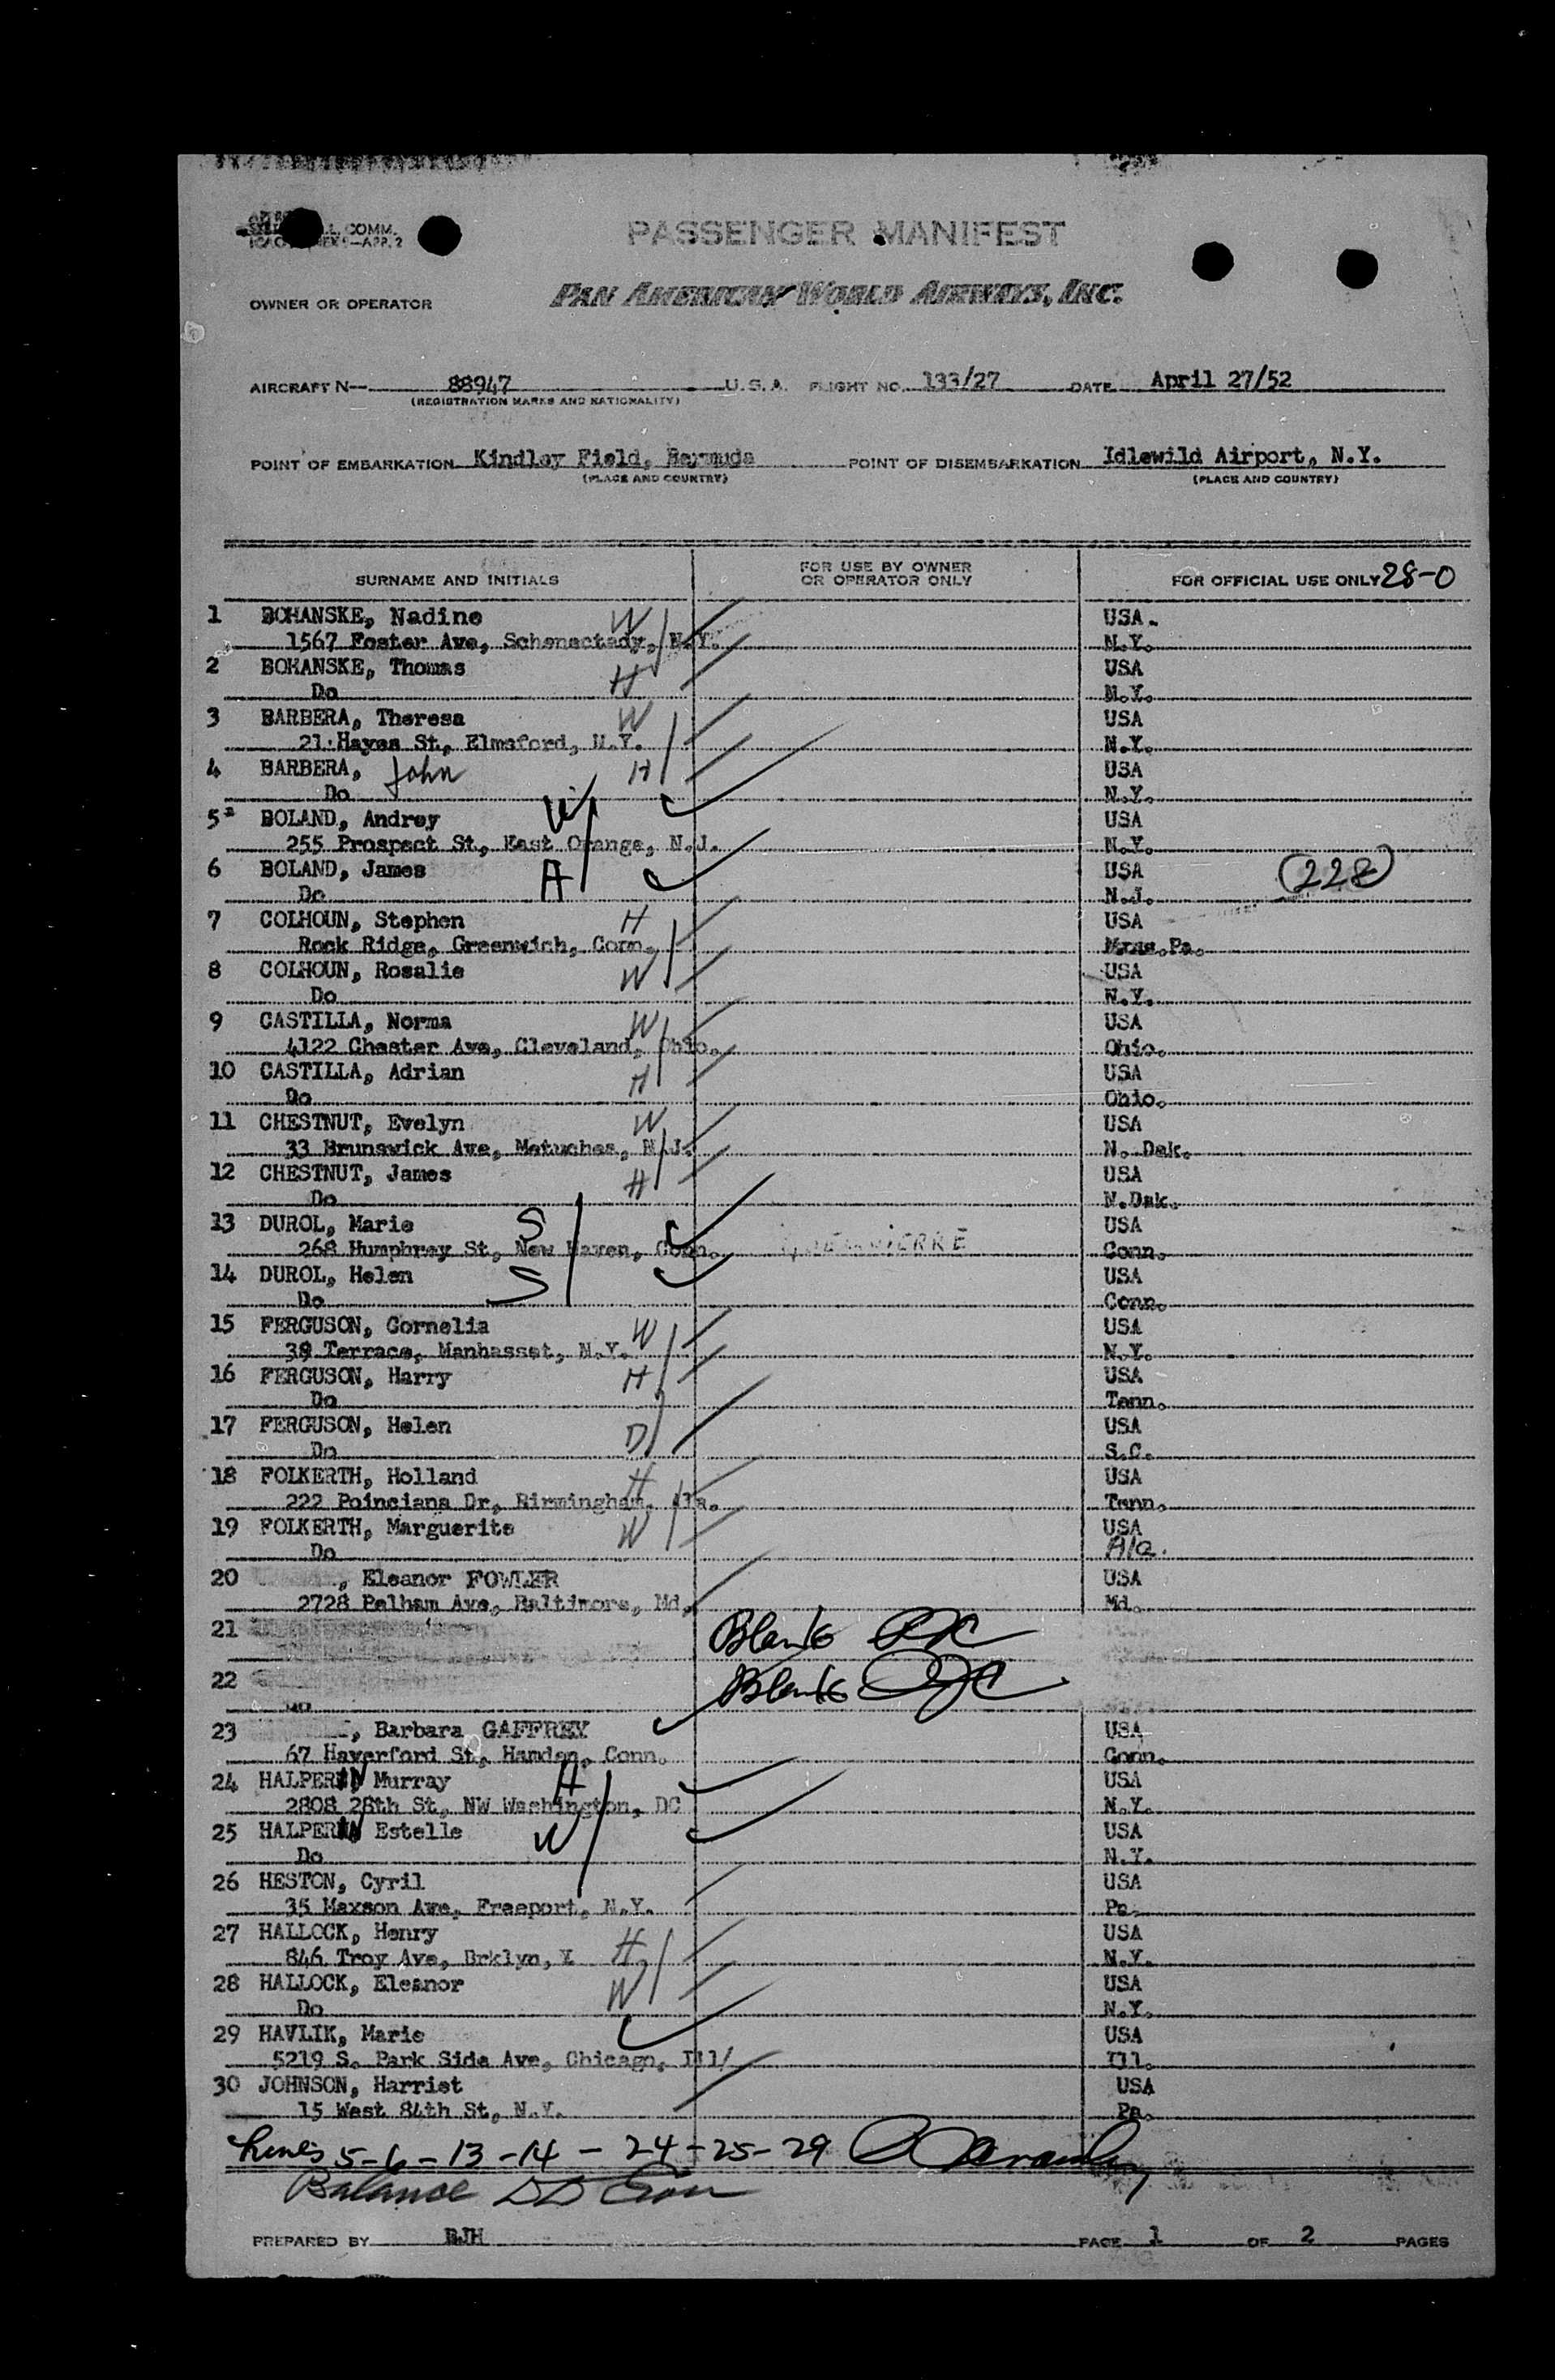 L. COMM.
PASSENGER MANIFEST
OWNER OR OPERATOR PAN AMERICAN WORLD AIRWAYS, INC.
AIRCRAFT N— 88947 U.S.A. FLIGHT NO. 133/27 DATE April 27/52
(REGISTRATION MARKS AND NATIONALITY)
POINT OF EMBARKATION Kindley Field, Bermuda POINT OF DISEMBARKATION Idlewild Airport, N.Y.
(PLACE AND COUNTRY) (PLACE AND COUNTRY)
SURNAME AND INITIALS FOR USE BY OWNER OR OPERATOR ONLY FOR OFFICIAL USE ONLY 28-0
1 BOHANSKE, Nadine W USA.
1567 Foster Ave, Schenectady, N.Y. N.Y.
2 BOHANSKE, Thomas H USA
Do N.Y.
3 BARBERA, Theresa W USA
21 Hayes St, Elmsford, N.Y. N.Y.
4 BARBERA, John H USA
Do N.Y.
5 BOLAND, Andrey W USA
255 Prospect St, East Orange, N.J. N.Y.
6 BOLAND, James H USA (228)
Do N.J.
7 COLHOUN, Stephen H USA
Rock Ridge, Greenwich, Conn. Pa.
8 COLHOUN, Rosalie W USA
Do N.Y.
9 CASTILLA, Norma W USA
4122 Chester Ave, Cleveland, Ohio. Ohio.
10 CASTILLA, Adrian H USA
Do Ohio.
11 CHESTNUT, Evelyn W USA
33 Brunswick Ave, Metuchen, N.J. N. Dak.
12 CHESTNUT, James H USA
Do N.Dak.
13 DUROL, Marie S USA
268 Humphrey St, New Haven, Conn. Conn.
14 DUROL, Helen S USA
Do Conn.
15 FERGUSON, Cornelia W USA
39 Terrace, Manhasset, N.Y. N.Y.
16 FERGUSON, Harry H USA
Do Tenn.
17 FERGUSON, Helen D USA
Do S.C.
18 FOLKERTH, Holland H USA
222 Poinciana Dr, Birmingham, Ala. Tenn.
19 FOLKERTH, Marguerite W USA
Do Ala.
20 , Eleanor FOWLER USA
2728 Pelham Ave, Baltimore, Md, Md.
21 Blank
22 Blank
Do
23 , Barbara GAFFREY USA
67 Haverford St, Hamden, Conn. Conn.
24 HALPERIN, Murray H USA
2808 28th St, NW Washington, DC N.Y.
25 HALPERIN Estelle W USA
Do N.Y.
26 HESTON, Cyril USA
35 Maxson Ave, Freeport, N.Y. Pa.
27 HALLOCK, Henry H USA
846 Troy Ave, Brklyn, Y N.Y.
28 HALLOCK, Eleanor W USA
Do N.Y.
29 HAVLIK, Marie USA
5219 S. Park Side Ave, Chicago, Ill/ Ill.
30 JOHNSON, Harriet USA
15 West 84th St, N.Y. Pa.
Lines 5-6-13-14-24-25-29
Balance
PREPARED BY BJH PAGE 1 OF 2 PAGES